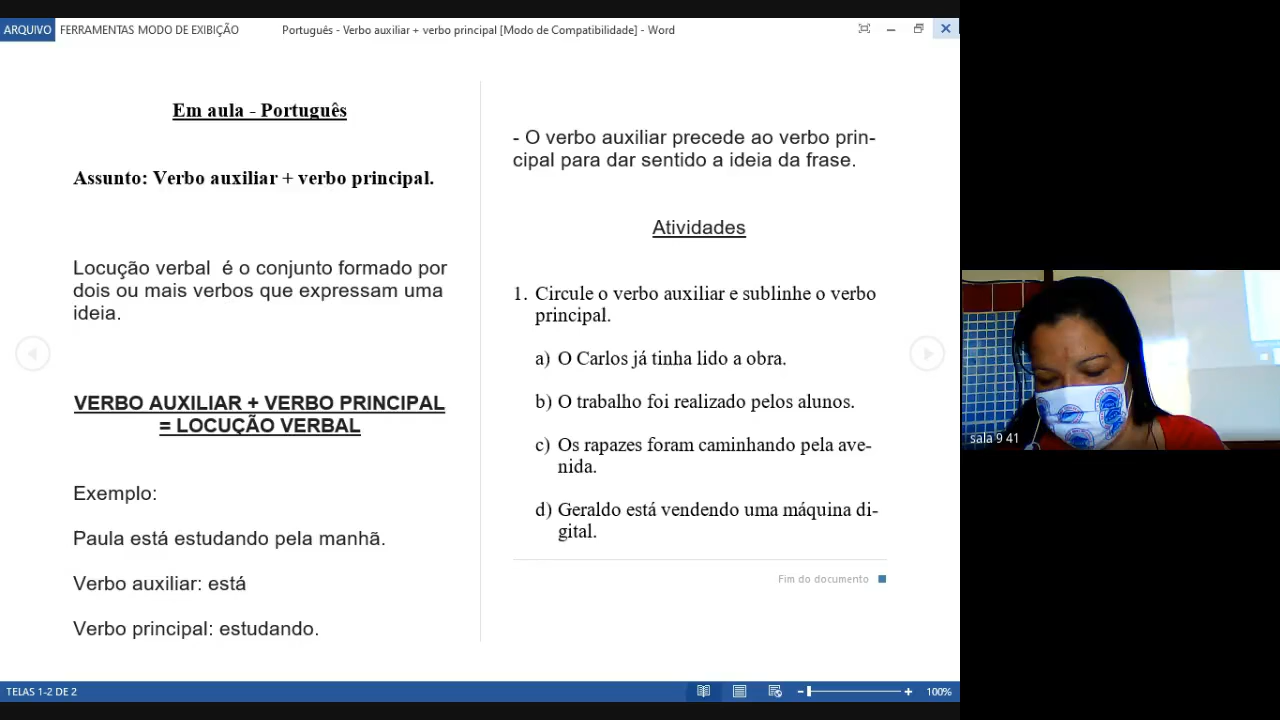 ARQUIVO FERRAMENTAS MODO DE EXIBIÇÃO Português - Verbo auxiliar + verbo principal [Modo de Compatibilidade] - Word
Em aula - Português
Assunto: Verbo auxiliar + verbo principal.
Locução verbal é o conjunto formado por
dois ou mais verbos que expressam uma
ideia.
VERBO AUXILIAR + VERBO PRINCIPAL
= LOCUÇÃO VERBAL
Exemplo:
Paula está estudando pela manhã.
Verbo auxiliar: está
Verbo principal: estudando.
- O verbo auxiliar precede ao verbo prin-
cipal para dar sentido a ideia da frase.
Atividades
1. Circule o verbo auxiliar e sublinhe o verbo
principal.
a) O Carlos já tinha lido a obra.
b) O trabalho foi realizado pelos alunos.
c) Os rapazes foram caminhando pela ave-
nida.
d) Geraldo está vendendo uma máquina di-
gital.
Fim do documento
sala 9 41
TELAS 1-2 DE 2
100%